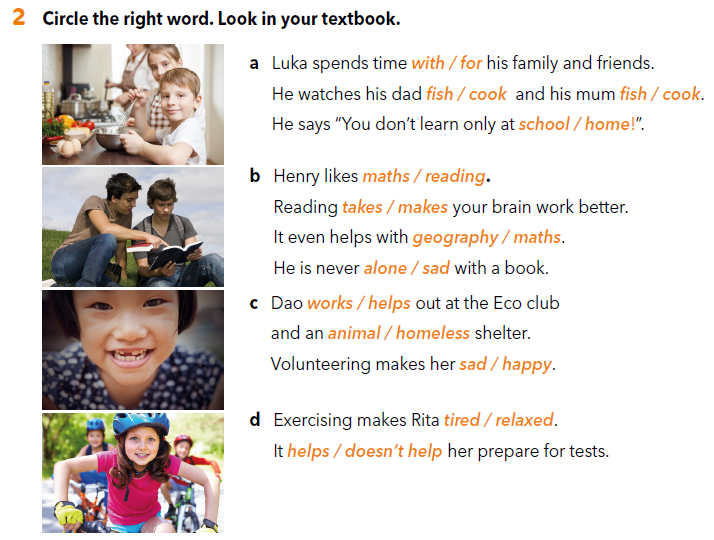 2 Circle the right word. Look in your textbook.
a Luka spends time with / for his family and friends.
He watches his dad fish / cook and his mum fish / cook.
He says “You don’t learn only at school / home!”.
b Henry likes maths / reading.
Reading takes / makes your brain work better.
It even helps with geography / maths.
He is never alone / sad with a book.
c Dao works / helps out at the Eco club
and an animal / homeless shelter.
Volunteering makes her sad / happy.
d Exercising makes Rita tired / relaxed.
It helps / doesn’t help her prepare for tests.